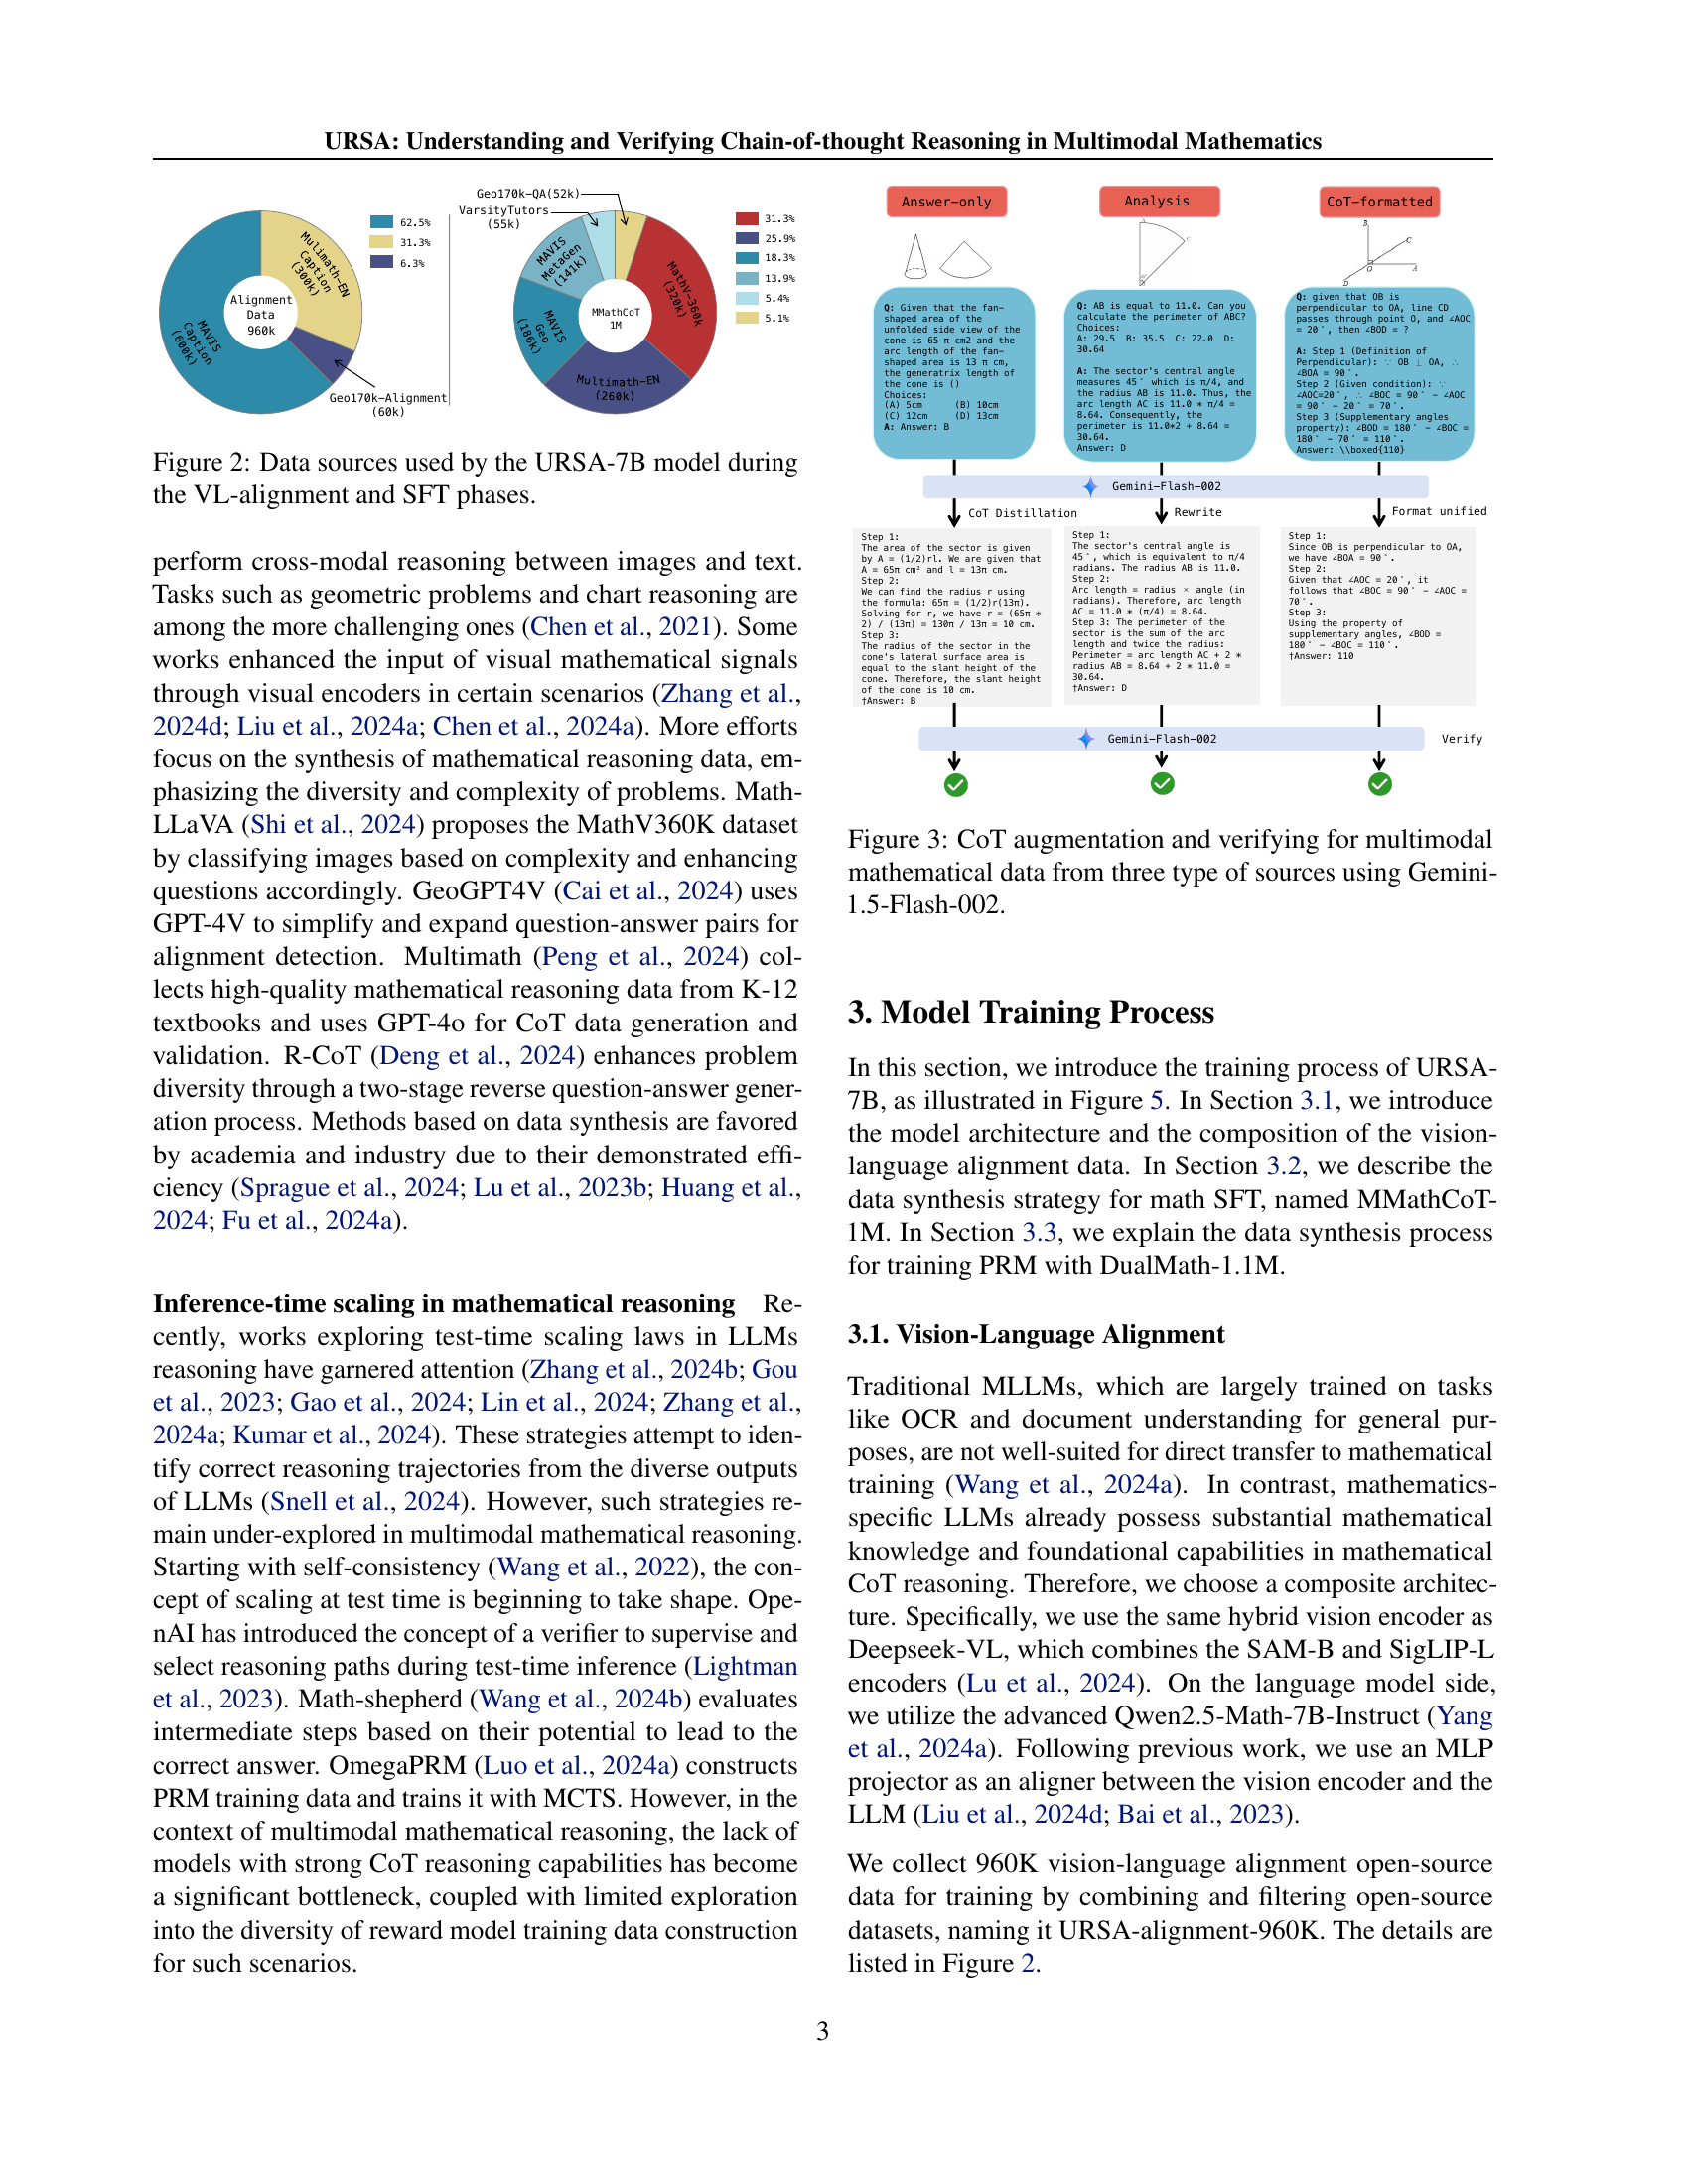 URSA: Understanding and Verifying Chain-of-thought Reasoning in Multimodal Mathematics
Mulimath-EN
Caption
(300k)
MAVIS
Caption
(600k)
Alignment
Data
960k
Geo170k-Alignment
(60k)
62.5%
31.3%
6.3%
Geo170k-QA(52k)
VarsityTutors
(55k)
MAVIS
MetaGen
(141k)
MathV-360k
(320k)
MAVIS
Geo
(186k)
MMathCoT
1M
Multimath-EN
(260k)
31.3%
25.9%
18.3%
13.9%
5.4%
5.1%
Figure 2: Data sources used by the URSA-7B model during
the VL-alignment and SFT phases.
perform cross-modal reasoning between images and text.
Tasks such as geometric problems and chart reasoning are
among the more challenging ones (Chen et al., 2021). Some
works enhanced the input of visual mathematical signals
through visual encoders in certain scenarios (Zhang et al.,
2024d; Liu et al., 2024a; Chen et al., 2024a). More efforts
focus on the synthesis of mathematical reasoning data, em-
phasizing the diversity and complexity of problems. Math-
LLaVA (Shi et al., 2024) proposes the MathV360K dataset
by classifying images based on complexity and enhancing
questions accordingly. GeoGPT4V (Cai et al., 2024) uses
GPT-4V to simplify and expand question-answer pairs for
alignment detection. Multimath (Peng et al., 2024) col-
lects high-quality mathematical reasoning data from K-12
textbooks and uses GPT-4o for CoT data generation and
validation. R-CoT (Deng et al., 2024) enhances problem
diversity through a two-stage reverse question-answer gener-
ation process. Methods based on data synthesis are favored
by academia and industry due to their demonstrated effi-
ciency (Sprague et al., 2024; Lu et al., 2023b; Huang et al.,
2024; Fu et al., 2024a).
Inference-time scaling in mathematical reasoning Re-
cently, works exploring test-time scaling laws in LLMs
reasoning have garnered attention (Zhang et al., 2024b; Gou
et al., 2023; Gao et al., 2024; Lin et al., 2024; Zhang et al.,
2024a; Kumar et al., 2024). These strategies attempt to iden-
tify correct reasoning trajectories from the diverse outputs
of LLMs (Snell et al., 2024). However, such strategies re-
main under-explored in multimodal mathematical reasoning.
Starting with self-consistency (Wang et al., 2022), the con-
cept of scaling at test time is beginning to take shape. Ope-
nAI has introduced the concept of a verifier to supervise and
select reasoning paths during test-time inference (Lightman
et al., 2023). Math-shepherd (Wang et al., 2024b) evaluates
intermediate steps based on their potential to lead to the
correct answer. OmegaPRM (Luo et al., 2024a) constructs
PRM training data and trains it with MCTS. However, in the
context of multimodal mathematical reasoning, the lack of
models with strong CoT reasoning capabilities has become
a significant bottleneck, coupled with limited exploration
into the diversity of reward model training data construction
for such scenarios.
Answer-only
Q: Given that the fan-
shaped area of the
unfolded side view of the
cone is 65 π cm2 and the
arc length of the fan-
shaped area is 13 π cm,
the generatrix length of
the cone is ()
Choices:
(A) 5cm (B) 10cm
(C) 12cm (D) 13cm
A: Answer: B
Analysis
Q: AB is equal to 11.0. Can you
calculate the perimeter of ABC?
Choices:
A: 29.5 B: 35.5 C: 22.0 D:
30.64
A: The sector's central angle
measures 45˚ which is π/4, and
the radius AB is 11.0. Thus, the
arc length AC is 11.0 * π/4 =
8.64. Consequently, the
perimeter is 11.0*2 + 8.64 =
30.64.
Answer: D
CoT-formatted
B
C
O
A
D
Q: given that OB is
perpendicular to OA, line CD
passes through point O, and ∠AOC
= 20˚, then ∠BOD = ?
A: Step 1 (Definition of
Perpendicular): ∵ OB ⊥ OA, ∴
∠BOA = 90˚.
Step 2 (Given condition): ∵
∠AOC=20˚, ∴ ∠BOC = 90˚ − ∠AOC
= 90˚ − 20˚ = 70˚.
Step 3 (Supplementary angles
property): ∠BOD = 180˚ − ∠BOC =
180˚ − 70˚ = 110˚.
Answer: \\boxed{110}
Gemini-Flash-002
CoT Distillation
Rewrite
Format unified
Step 1:
The area of the sector is given
by A = (1/2)rl. We are given that
A = 65π cm² and l = 13π cm.
Step 2:
We can find the radius r using
the formula: 65π = (1/2)r(13π).
Solving for r, we have r = (65π *
2) / (13π) = 130π / 13π = 10 cm.
Step 3:
The radius of the sector in the
cone's lateral surface area is
equal to the slant height of the
cone. Therefore, the slant height
of the cone is 10 cm.
†Answer: B
Step 1:
The sector's central angle is
45˚, which is equivalent to π/4
radians. The radius AB is 11.0.
Step 2:
Arc length = radius × angle (in
radians). Therefore, arc length
AC = 11.0 * (π/4) = 8.64.
Step 3: The perimeter of the
sector is the sum of the arc
length and twice the radius:
Perimeter = arc length AC + 2 *
radius AB = 8.64 + 2 * 11.0 =
30.64.
†Answer: D
Step 1:
Since OB is perpendicular to OA,
we have ∠BOA = 90˚.
Step 2:
Given that ∠AOC = 20˚, it
follows that ∠BOC = 90˚ − ∠AOC =
70˚.
Step 3:
Using the property of
supplementary angles, ∠BOD =
180˚ − ∠BOC = 110˚.
†Answer: 110
Gemini-Flash-002
Verify
Figure 3: CoT augmentation and verifying for multimodal
mathematical data from three type of sources using Gemini-
1.5-Flash-002.
3. Model Training Process
In this section, we introduce the training process of URSA-
7B, as illustrated in Figure 5. In Section 3.1, we introduce
the model architecture and the composition of the vision-
language alignment data. In Section 3.2, we describe the
data synthesis strategy for math SFT, named MMathCoT-
1M. In Section 3.3, we explain the data synthesis process
for training PRM with DualMath-1.1M.
3.1. Vision-Language Alignment
Traditional MLLMs, which are largely trained on tasks
like OCR and document understanding for general pur-
poses, are not well-suited for direct transfer to mathematical
training (Wang et al., 2024a). In contrast, mathematics-
specific LLMs already possess substantial mathematical
knowledge and foundational capabilities in mathematical
CoT reasoning. Therefore, we choose a composite architec-
ture. Specifically, we use the same hybrid vision encoder as
Deepseek-VL, which combines the SAM-B and SigLIP-L
encoders (Lu et al., 2024). On the language model side,
we utilize the advanced Qwen2.5-Math-7B-Instruct (Yang
et al., 2024a). Following previous work, we use an MLP
projector as an aligner between the vision encoder and the
LLM (Liu et al., 2024d; Bai et al., 2023).
We collect 960K vision-language alignment open-source
data for training by combining and filtering open-source
datasets, naming it URSA-alignment-960K. The details are
listed in Figure 2.
3